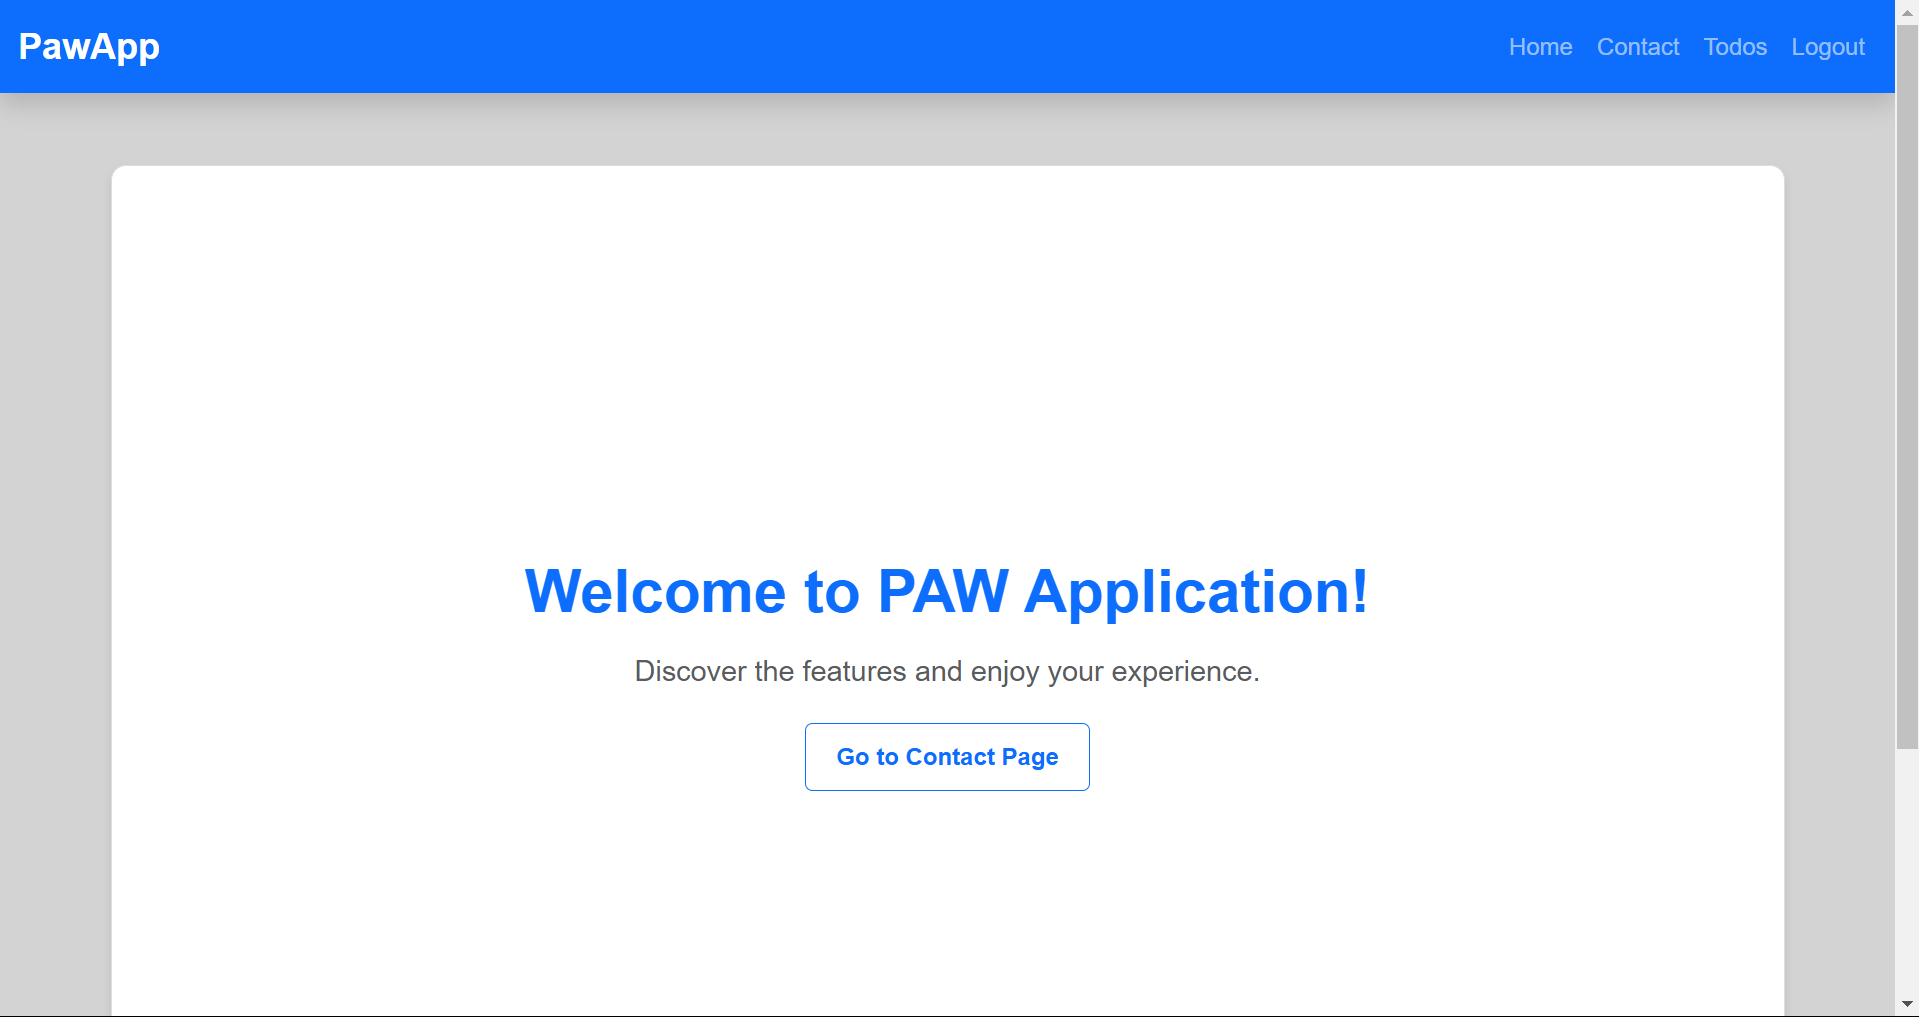 PawApp
Home Contact Todos Logout
Welcome to PAW Application!
Discover the features and enjoy your experience.
Go to Contact Page